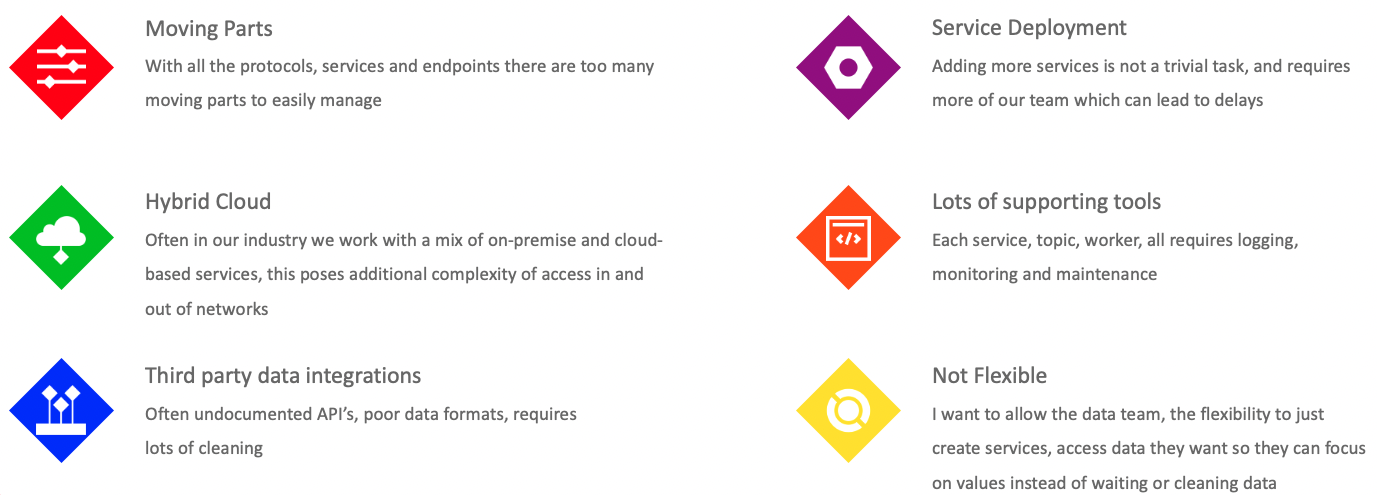 Moving Parts
With all the protocols, services and endpoints there are too many
moving parts to easily manage
Hybrid Cloud
Often in our industry we work with a mix of on-premise and cloud-
based services, this poses additional complexity of access in and
out of networks
Third party data integrations
Often undocumented API’s, poor data formats, requires
lots of cleaning
Service Deployment
Adding more services is not a trivial task, and requires
more of our team which can lead to delays
Lots of supporting tools
Each service, topic, worker, all requires logging,
monitoring and maintenance
Not Flexible
I want to allow the data team, the flexibility to just
create services, access data they want so they can focus
on values instead of waiting or cleaning data